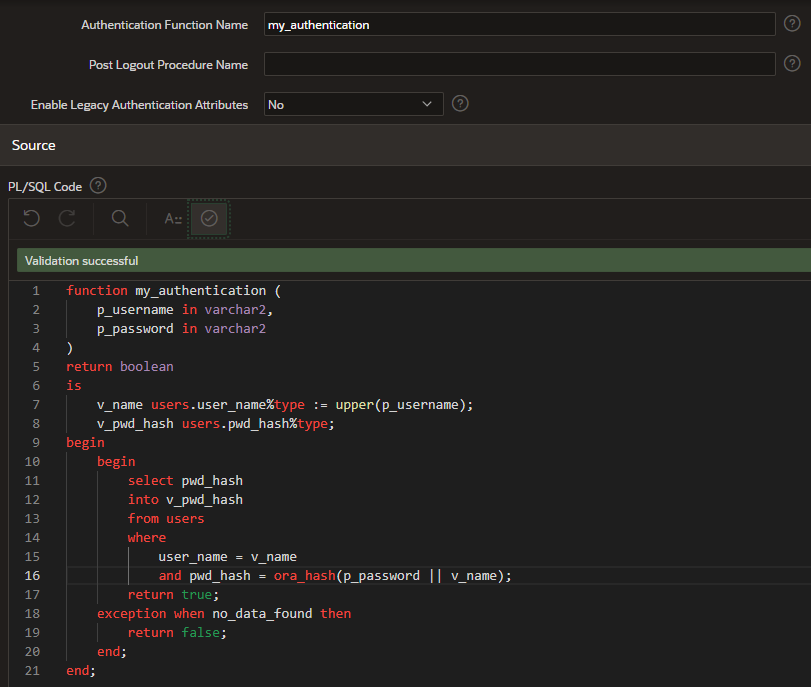 Authentication Function Name my_authentication ?
Post Logout Procedure Name ?
Enable Legacy Authentication Attributes No ?
Source
PL/SQL Code ?
A
Validation successful
1 function my_authentication (
2 p_username in varchar2,
3 p_password in varchar2
4 )
5 return boolean
6 is
7 v_name users.user_name%type := upper(p_username);
8 v_pwd_hash users.pwd_hash%type;
9 begin
10 begin
11 select pwd_hash
12 into v_pwd_hash
13 from users
14 where
15 user_name = v_name
16 and pwd_hash = ora_hash(p_password || v_name);
17 return true;
18 exception when no_data_found then
19 return false;
20 end;
21 end;